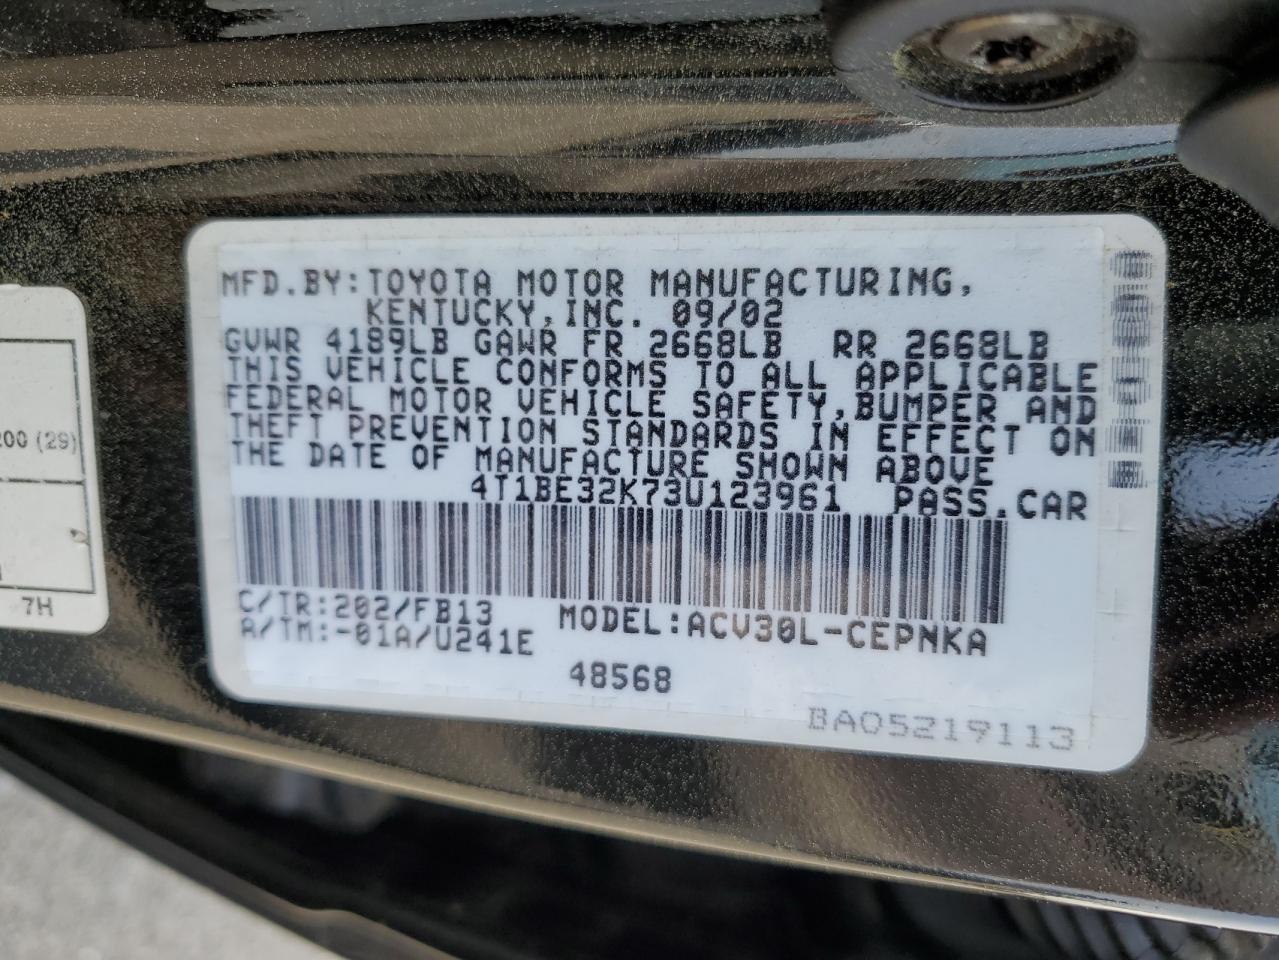 MFD.BY:TOYOTA MOTOR MANUFACTURING,
KENTUCKY,INC. 09/02
GVWR 4189LB GAWR FR 2668LB RR 2668LB
THIS VEHICLE CONFORMS TO ALL APPLICABLE
FEDERAL MOTOR VEHICLE SAFETY,BUMPER AND
THEFT PREVENTION STANDARDS IN EFFECT ON
THE DATE OF MANUFACTURE SHOWN ABOVE
4T1BE32K73U123961 PASS.CAR
C/TR:202/FB13 MODEL:ACV30L-CEPNKA
A/TM:-01A/U241E
48568
BA05219113
200 (29)
7H